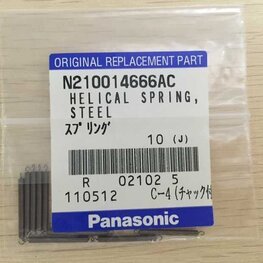 ORIGINAL REPLACEMENT PART
N210014666AC
HELICAL SPRING,
STEEL
スプリング
10 (J)
R 02102 5
110512 C-4(チャック付
Panasonic